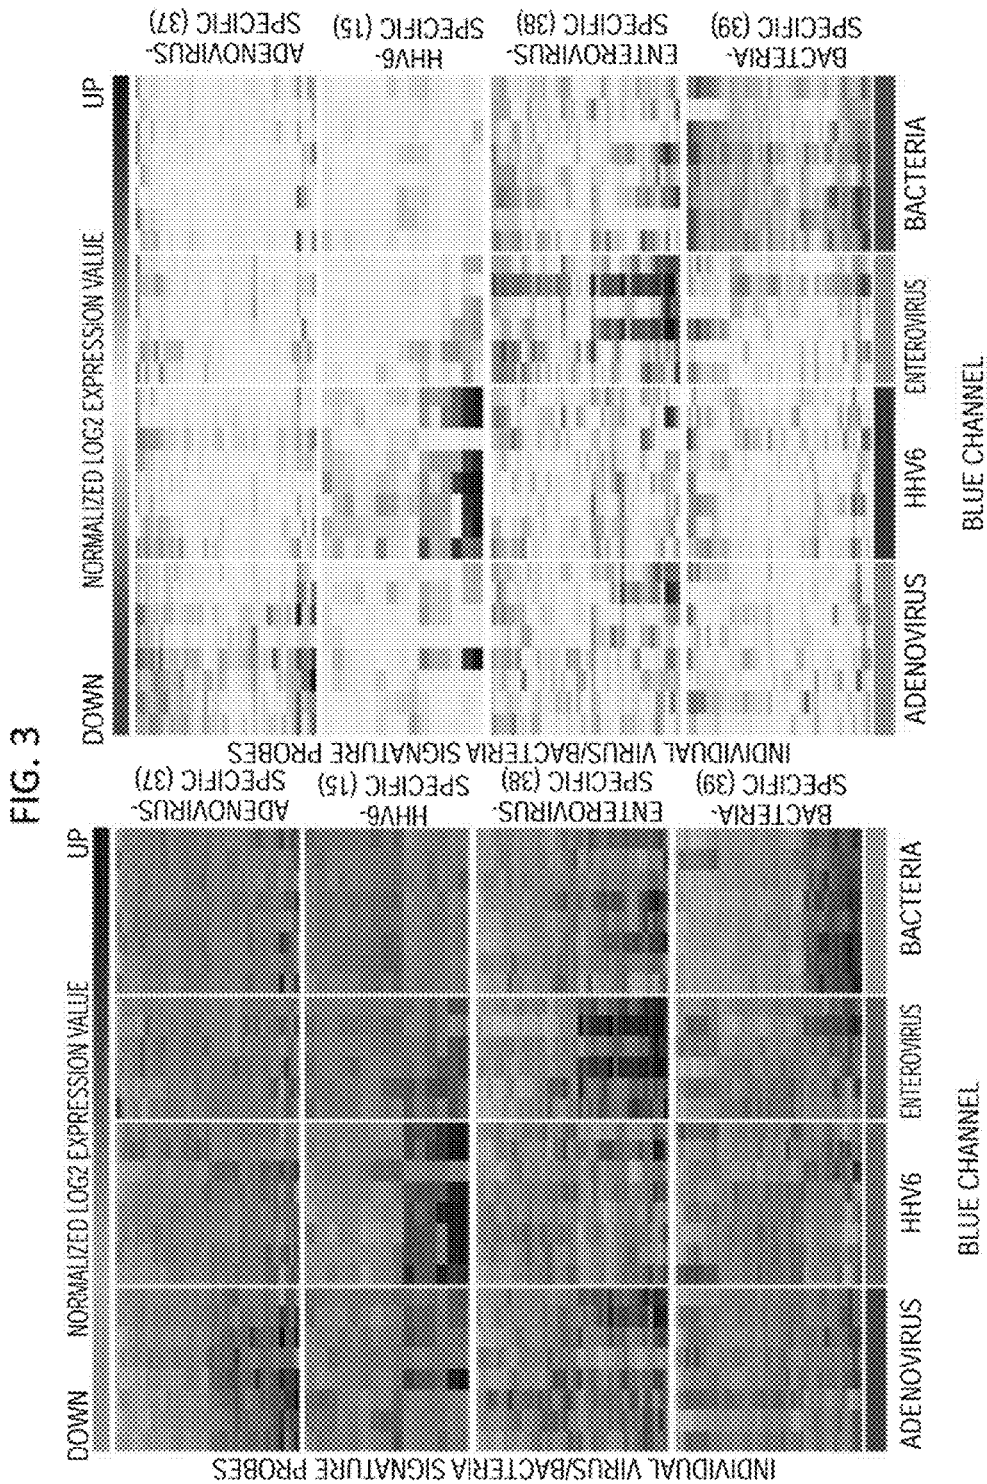 FIG. 3
DOWN
NORMALIZED LOG2 EXPRESSION VALUE
UP
INDIVIDUAL VIRUS/BACTERIA SIGNATURE PROBES
ADENOVIRUS-
SPECIFIC (37)
HHV6-
SPECIFIC (15)
ENTEROVIRUS-
SPECIFIC (38)
BACTERIA-
SPECIFIC (39)
ADENOVIRUS
HHV6
ENTEROVIRUS
BACTERIA
BLUE CHANNEL
DOWN
NORMALIZED LOG2 EXPRESSION VALUE
UP
INDIVIDUAL VIRUS/BACTERIA SIGNATURE PROBES
ADENOVIRUS-
SPECIFIC (37)
HHV6-
SPECIFIC (15)
ENTEROVIRUS-
SPECIFIC (38)
BACTERIA-
SPECIFIC (39)
ADENOVIRUS
HHV6
ENTEROVIRUS
BACTERIA
BLUE CHANNEL